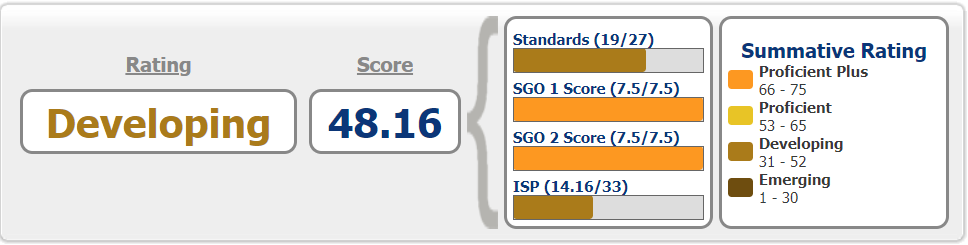 Rating
Score
Developing
48.16
Standards (19/27)
SGO 1 Score (7.5/7.5)
SGO 2 Score (7.5/7.5)
ISP (14.16/33)
Summative Rating
Proficient Plus
66 - 75
Proficient
53 - 65
Developing
31 - 52
Emerging
1 - 30